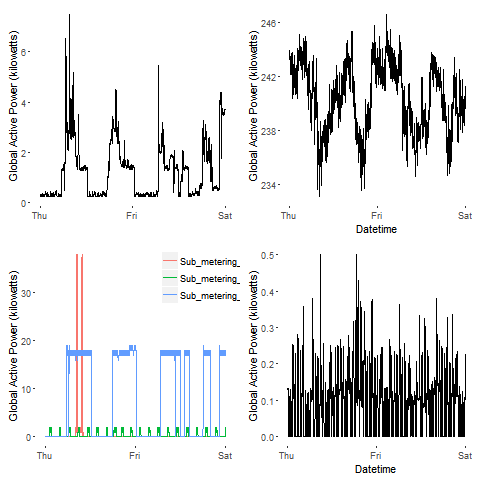 Global Active Power (kilowatts)
6
4
2
0
Thu
Fri
Sat
Global Active Power (kilowatts)
246
242
238
234
Thu
Fri
Sat
Datetime
Global Active Power (kilowatts)
30
20
10
0
Thu
Fri
Sat
Sub_metering_
Sub_metering_
Sub_metering_
Global Active Power (kilowatts)
0.5
0.4
0.3
0.2
0.1
0.0
Thu
Fri
Sat
Datetime